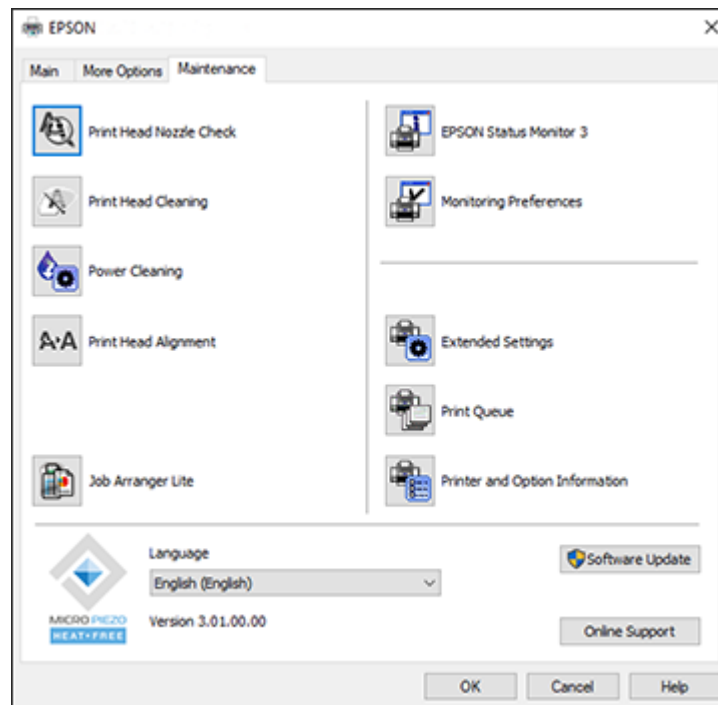 EPSON
Main More Options Maintenance
Print Head Nozzle Check
Print Head Cleaning
Power Cleaning
A·A Print Head Alignment
Job Arranger Lite
EPSON Status Monitor 3
Monitoring Preferences
Extended Settings
Print Queue
Printer and Option Information
MICRO PIEZO
HEAT-FREE
Language
English (English)
Version 3.01.00.00
Software Update
Online Support
OK Cancel Help